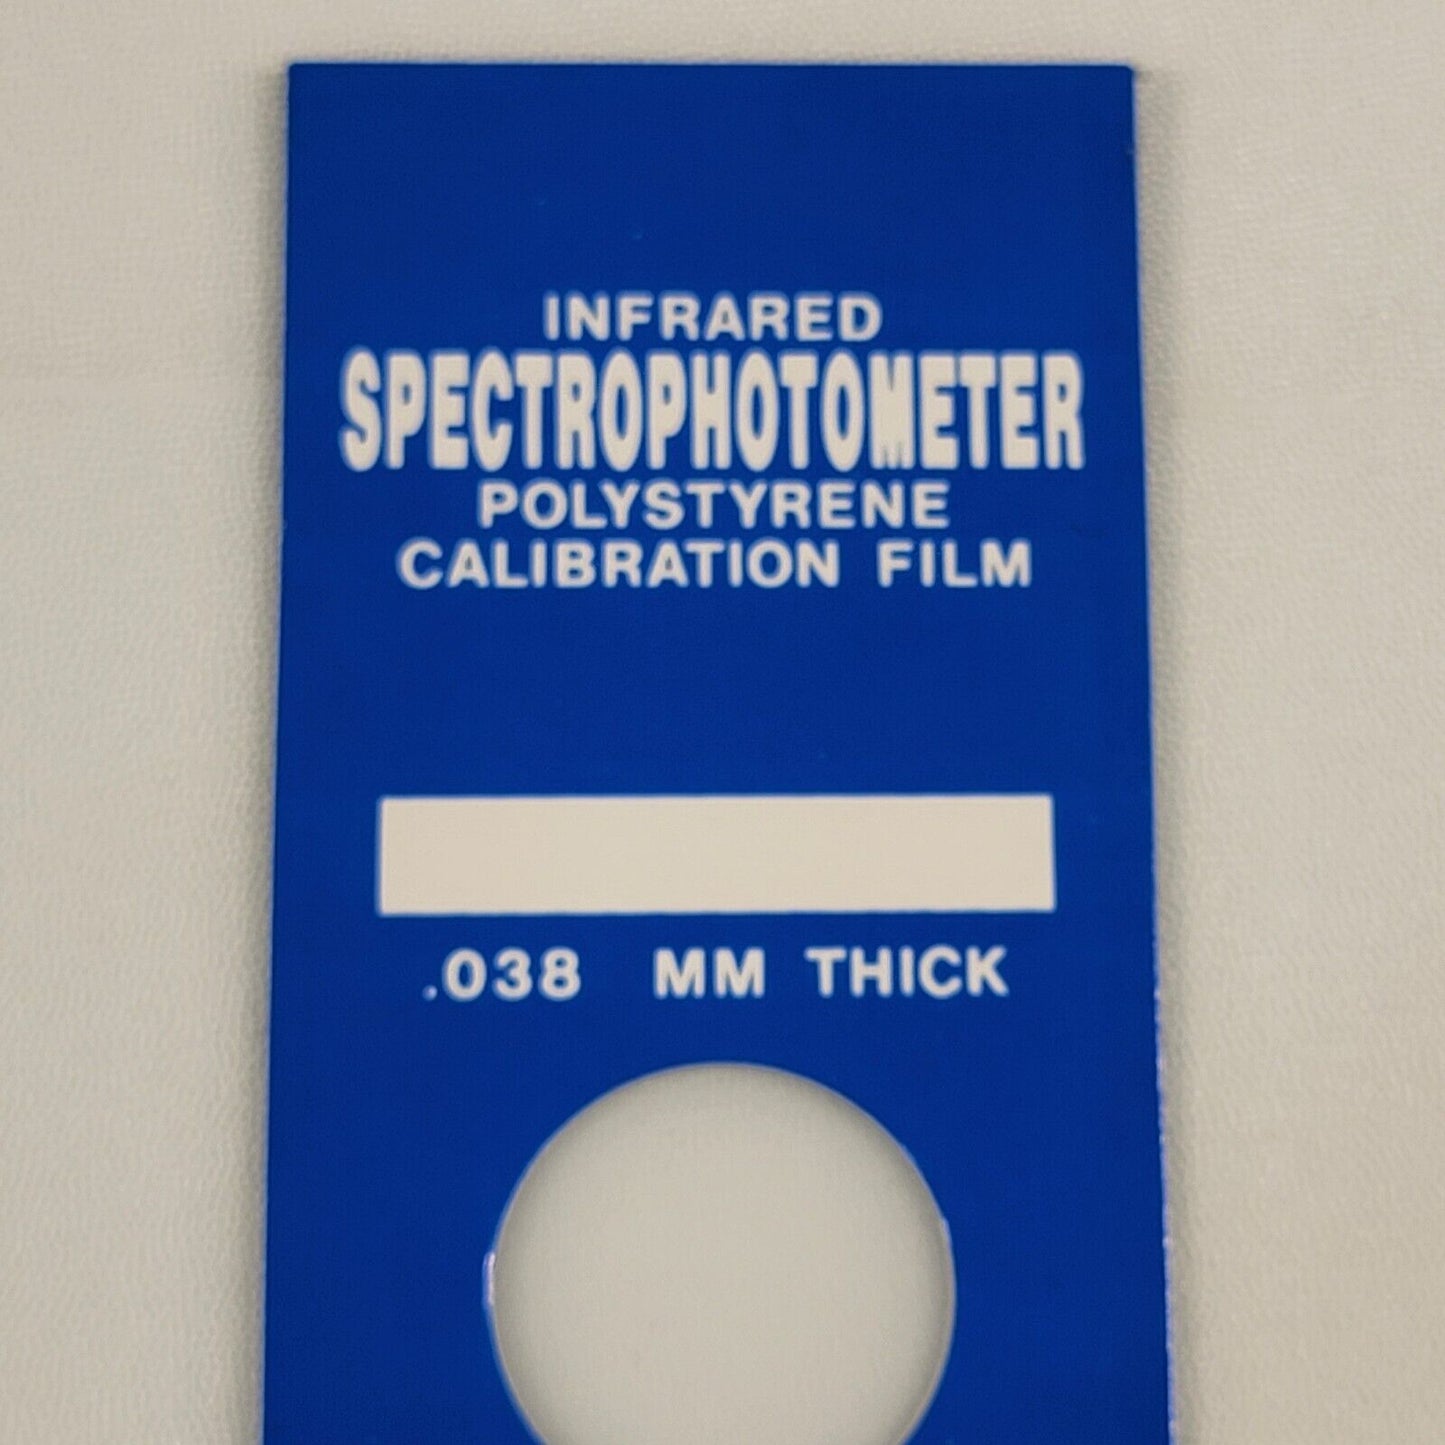 INFRARED
SPECTROPHOTOMETER
POLYSTYRENE
CALIBRATION FILM
.038 MM THICK